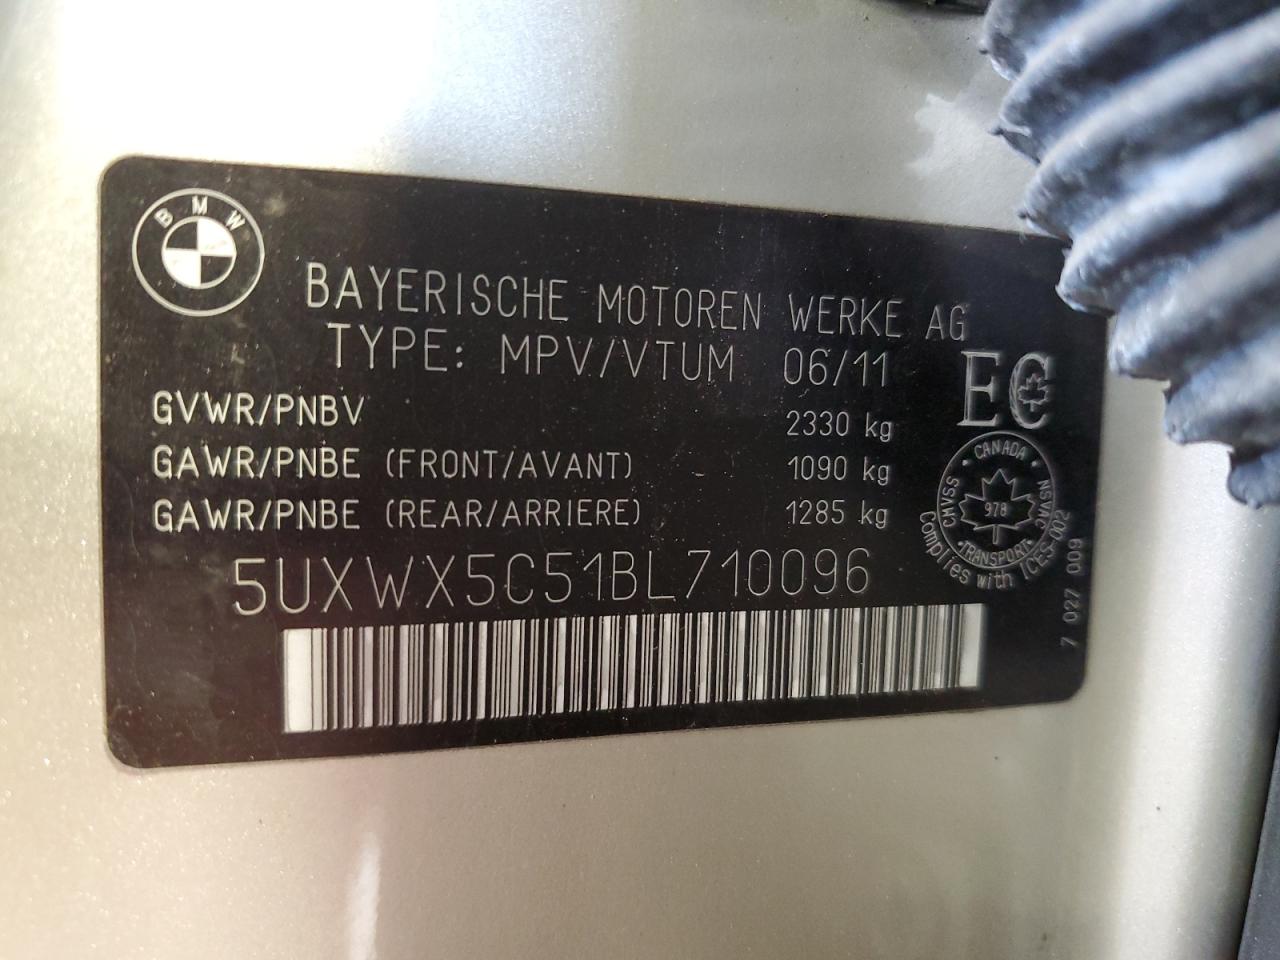 BMW
BAYERISCHE MOTOREN WERKE AG
TYPE: MPV/VTUM 06/11
GVWR/PNBV 2330 kg
GAWR/PNBE (FRONT/AVANT) 1090 kg
GAWR/PNBE (REAR/ARRIERE) 1285 kg
5UXWX5C51BL710096
EC
CANADA
CMVSS
NSVAC
978
TRANSPORT
Complies with ICES-002
7 027 009